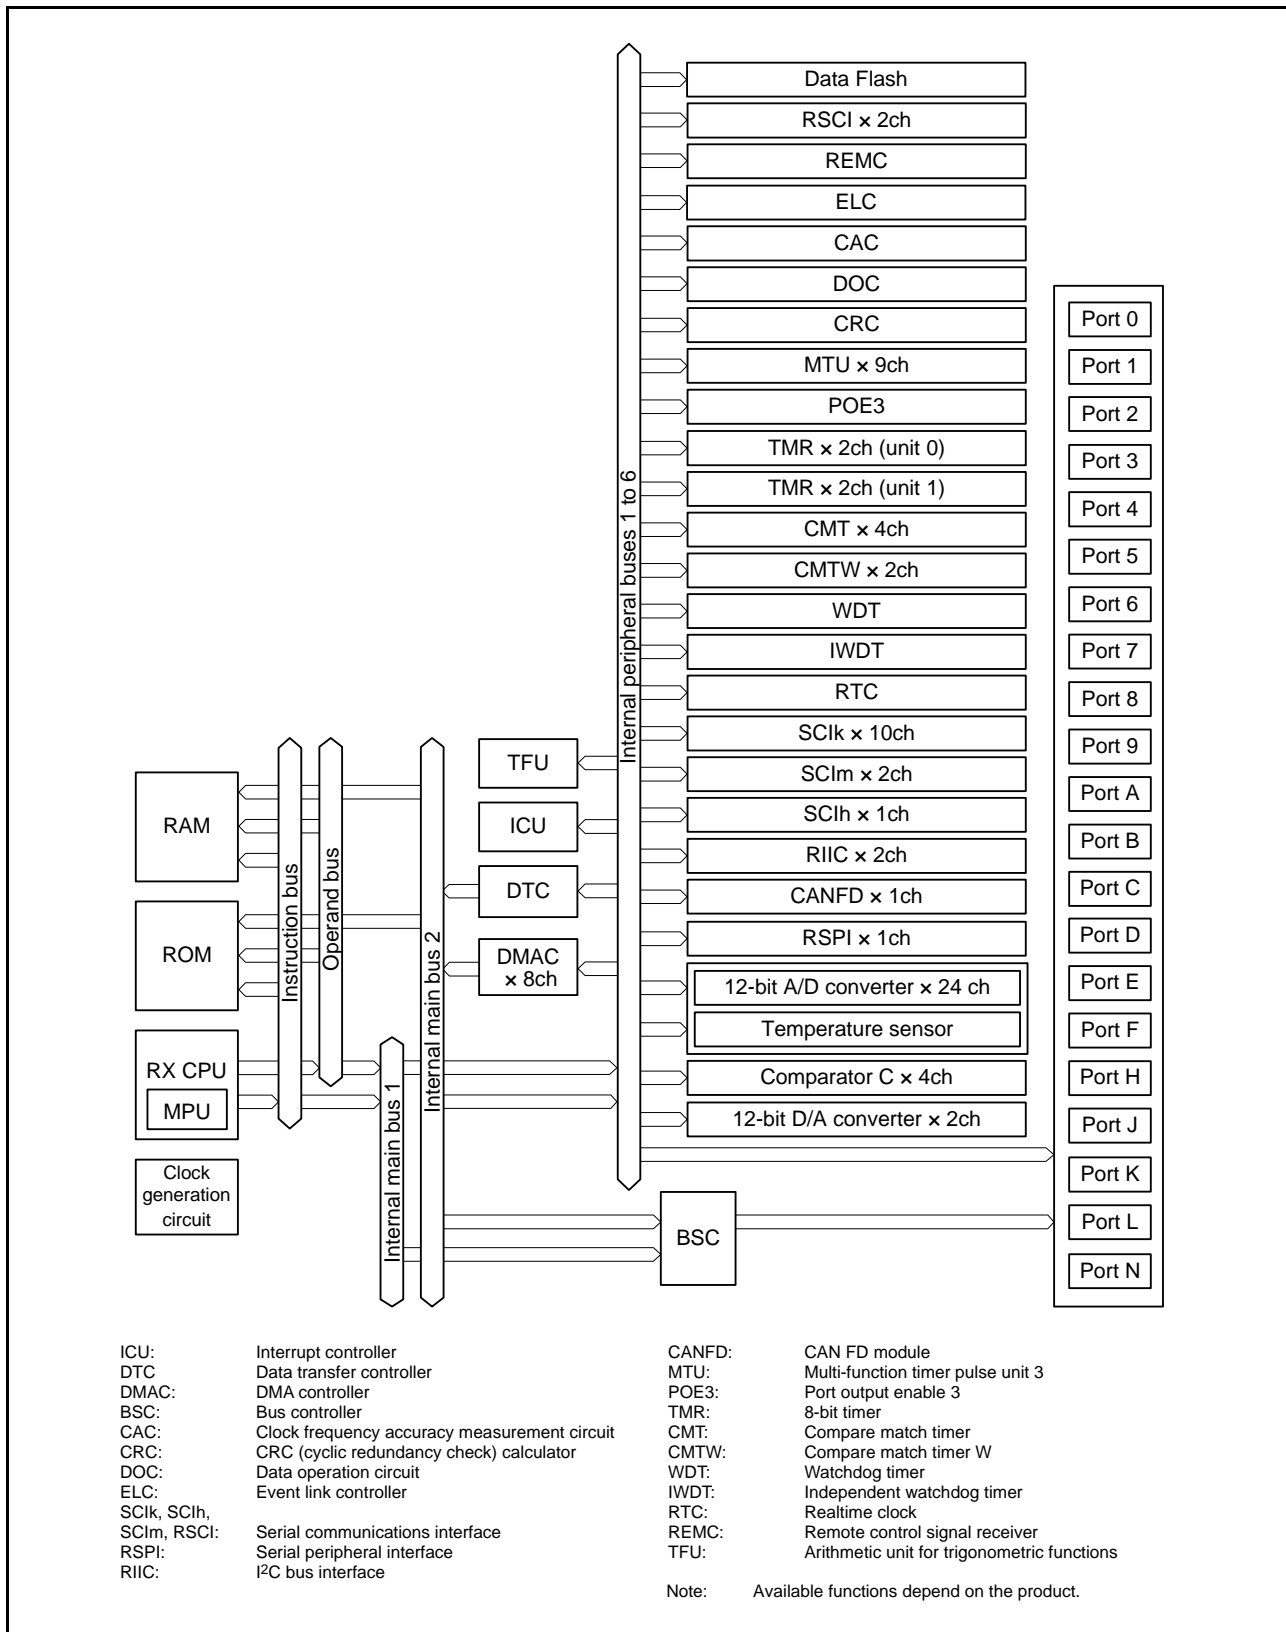 Data Flash
RSCI × 2ch
REMC
ELC
CAC
DOC
CRC
MTU × 9ch
POE3
TMR × 2ch (unit 0)
TMR × 2ch (unit 1)
CMT × 4ch
CMTW × 2ch
WDT
IWDT
RTC
SCIk × 10ch
SCIm × 2ch
SCIh × 1ch
RIIC × 2ch
CANFD × 1ch
RSPI × 1ch
12-bit A/D converter × 24 ch
Temperature sensor
Comparator C × 4ch
12-bit D/A converter × 2ch
Port 0
Port 1
Port 2
Port 3
Port 4
Port 5
Port 6
Port 7
Port 8
Port 9
Port A
Port B
Port C
Port D
Port E
Port F
Port H
Port J
Port K
Port L
Port N
Internal peripheral buses 1 to 6
TFU
ICU
DTC
DMAC
× 8ch
RAM
ROM
RX CPU
MPU
Clock
generation
circuit
Instruction bus
Operand bus
Internal main bus 1
Internal main bus 2
BSC
ICU: Interrupt controller
DTC Data transfer controller
DMAC: DMA controller
BSC: Bus controller
CAC: Clock frequency accuracy measurement circuit
CRC: CRC (cyclic redundancy check) calculator
DOC: Data operation circuit
ELC: Event link controller
SCIk, SCIh,
SCIm, RSCI: Serial communications interface
RSPI: Serial peripheral interface
RIIC: I2C bus interface
CANFD: CAN FD module
MTU: Multi-function timer pulse unit 3
POE3: Port output enable 3
TMR: 8-bit timer
CMT: Compare match timer
CMTW: Compare match timer W
WDT: Watchdog timer
IWDT: Independent watchdog timer
RTC: Realtime clock
REMC: Remote control signal receiver
TFU: Arithmetic unit for trigonometric functions
Note: Available functions depend on the product.